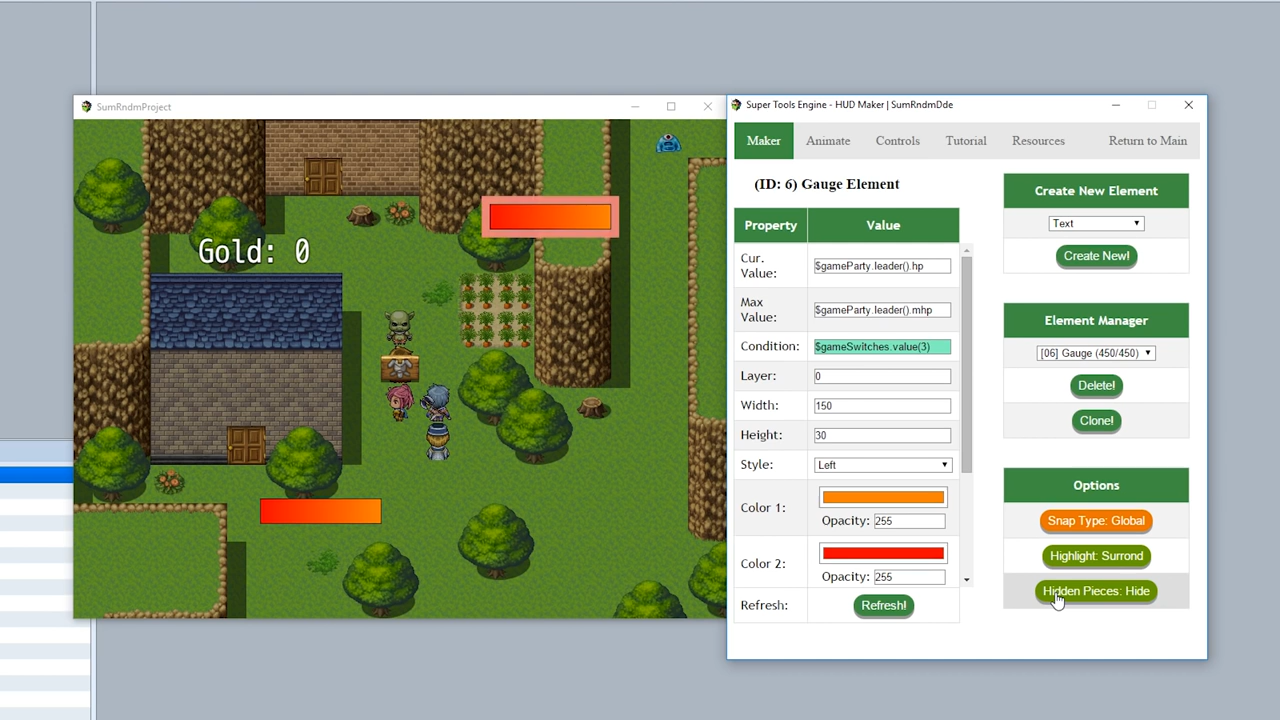 SumRndmProject
Gold: 0
Super Tools Engine - HUD Maker | SumRndmDde
Maker Animate Controls Tutorial Resources Return to Main
(ID: 6) Gauge Element
Property Value
Cur. Value: $gameParty.leader().hp
Max Value: $gameParty.leader().mhp
Condition: $gameSwitches.value(3)
Layer: 0
Width: 150
Height: 30
Style: Left
Color 1:
Opacity: 255
Color 2:
Opacity: 255
Refresh: Refresh!
Create New Element
Text
Create New!
Element Manager
[06] Gauge (450/450)
Delete!
Clone!
Options
Snap Type: Global
Highlight: Surrond
Hidden Pieces: Hide